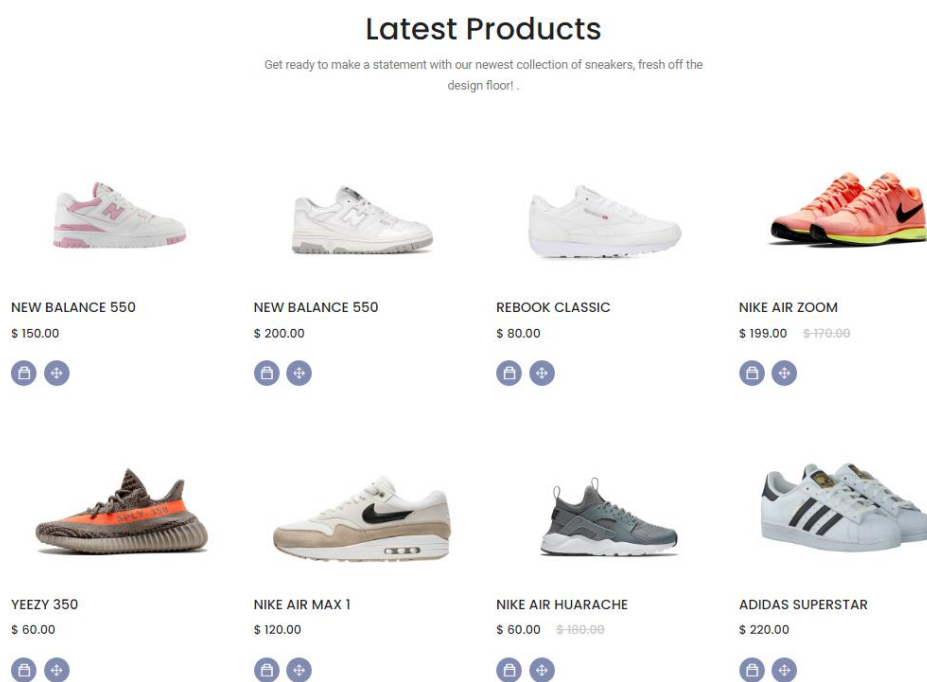 Latest Products
Get ready to make a statement with our newest collection of sneakers, fresh off the
design floor! .
NEW BALANCE 550
$ 150.00
NEW BALANCE 550
$ 200.00
REBOOK CLASSIC
$ 80.00
NIKE AIR ZOOM
$ 199.00 $ 170.00
SPLY 350
YEEZY 350
$ 60.00
NIKE AIR MAX 1
$ 120.00
NIKE AIR HUARACHE
$ 60.00 $ 180.00
ADIDAS SUPERSTAR
$ 220.00